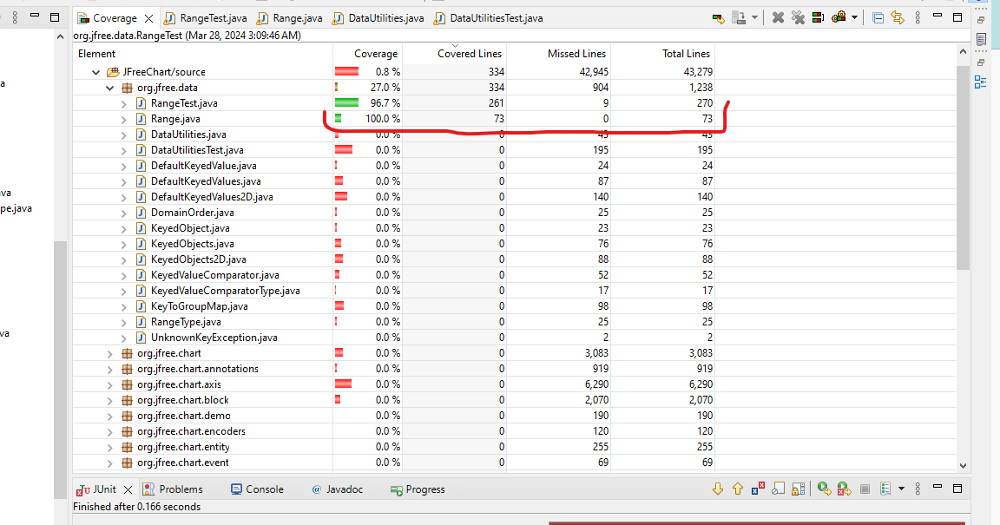 Coverage RangeTest.java Range.java DataUtilities.java DataUtilitiesTest.java
org.jfree.data.RangeTest (Mar 28, 2024 3:09:46 AM)
Element Coverage Covered Lines Missed Lines Total Lines
JFreeChart/source 0.8 % 334 42,945 43,279
org.jfree.data 27.0 % 334 904 1,238
a
RangeTest.java 96.7 % 261 9 270
Range.java 100.0 % 73 0 73
DataUtilities.java 0.0 % 0 43 43
DataUtilitiesTest.java 0.0 % 0 195 195
DefaultKeyedValue.java 0.0 % 0 24 24
DefaultKeyedValues.java 0.0 % 0 87 87
va
DefaultKeyedValues2D.java 0.0 % 0 140 140
pe.java
DomainOrder.java 0.0 % 0 25 25
KeyedObject.java 0.0 % 0 23 23
KeyedObjects.java 0.0 % 0 76 76
KeyedObjects2D.java 0.0 % 0 88 88
KeyedValueComparator.java 0.0 % 0 52 52
KeyedValueComparatorType.java 0.0 % 0 17 17
KeyToGroupMap.java 0.0 % 0 98 98
RangeType.java 0.0 % 0 25 25
va
UnknownKeyException.java 0.0 % 0 2 2
org.jfree.chart 0.0 % 0 3,083 3,083
org.jfree.chart.annotations 0.0 % 0 919 919
org.jfree.chart.axis 0.0 % 0 6,290 6,290
org.jfree.chart.block 0.0 % 0 2,070 2,070
org.jfree.chart.demo 0.0 % 0 190 190
org.jfree.chart.encoders 0.0 % 0 120 120
org.jfree.chart.entity 0.0 % 0 255 255
org.jfree.chart.event 0.0 % 0 69 69
JUnit Problems Console @ Javadoc Progress
Finished after 0.166 seconds